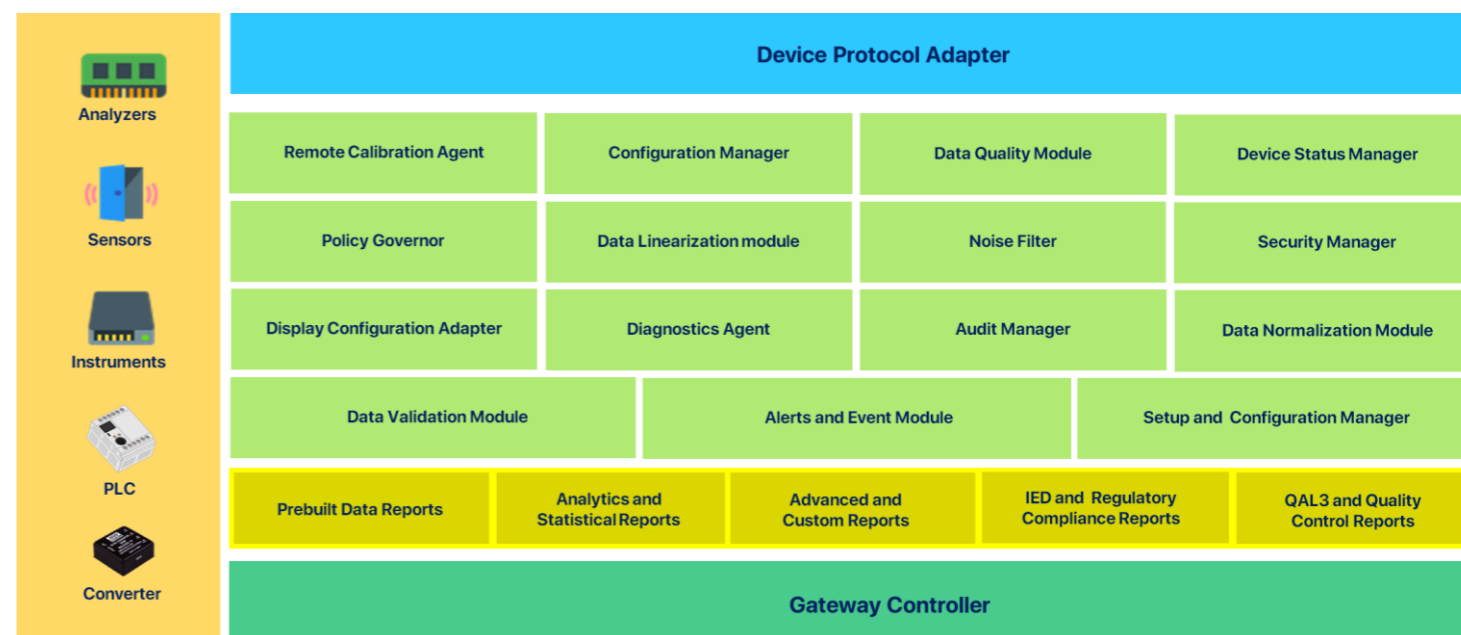 Device Protocol Adapter
Analyzers
Remote Calibration Agent
Configuration Manager
Data Quality Module
Device Status Manager
Sensors
Policy Governor
Data Linearization module
Noise Filter
Security Manager
Display Configuration Adapter
Diagnostics Agent
Audit Manager
Data Normalization Module
Instruments
Data Validation Module
Alerts and Event Module
Setup and Configuration Manager
PLC
Prebuilt Data Reports
Analytics and
Statistical Reports
Advanced and
Custom Reports
IED and Regulatory
Compliance Reports
QAL3 and Quality
Control Reports
Converter
Gateway Controller